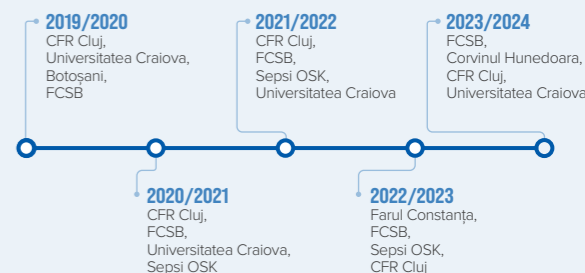 2019/2020
CFR Cluj,
Universitatea Craiova,
Botoșani,
FCSB
2021/2022
CFR Cluj,
FCSB,
Sepsi OSK,
Universitatea Craiova
2023/2024
FCSB,
Corvinul Hunedoara,
CFR Cluj,
Universitatea Craiova
2020/2021
CFR Cluj,
FCSB,
Universitatea Craiova,
Sepsi OSK
2022/2023
Farul Constanța,
FCSB,
Sepsi OSK,
CFR Cluj